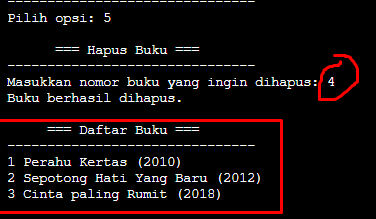 --------------------------------
Pilih opsi: 5
=== Hapus Buku ===
--------------------------------
Masukkan nomor buku yang ingin dihapus: 4
Buku berhasil dihapus.
=== Daftar Buku ===
--------------------------------
1 Perahu Kertas (2010)
2 Sepotong Hati Yang Baru (2012)
3 Cinta paling Rumit (2018)